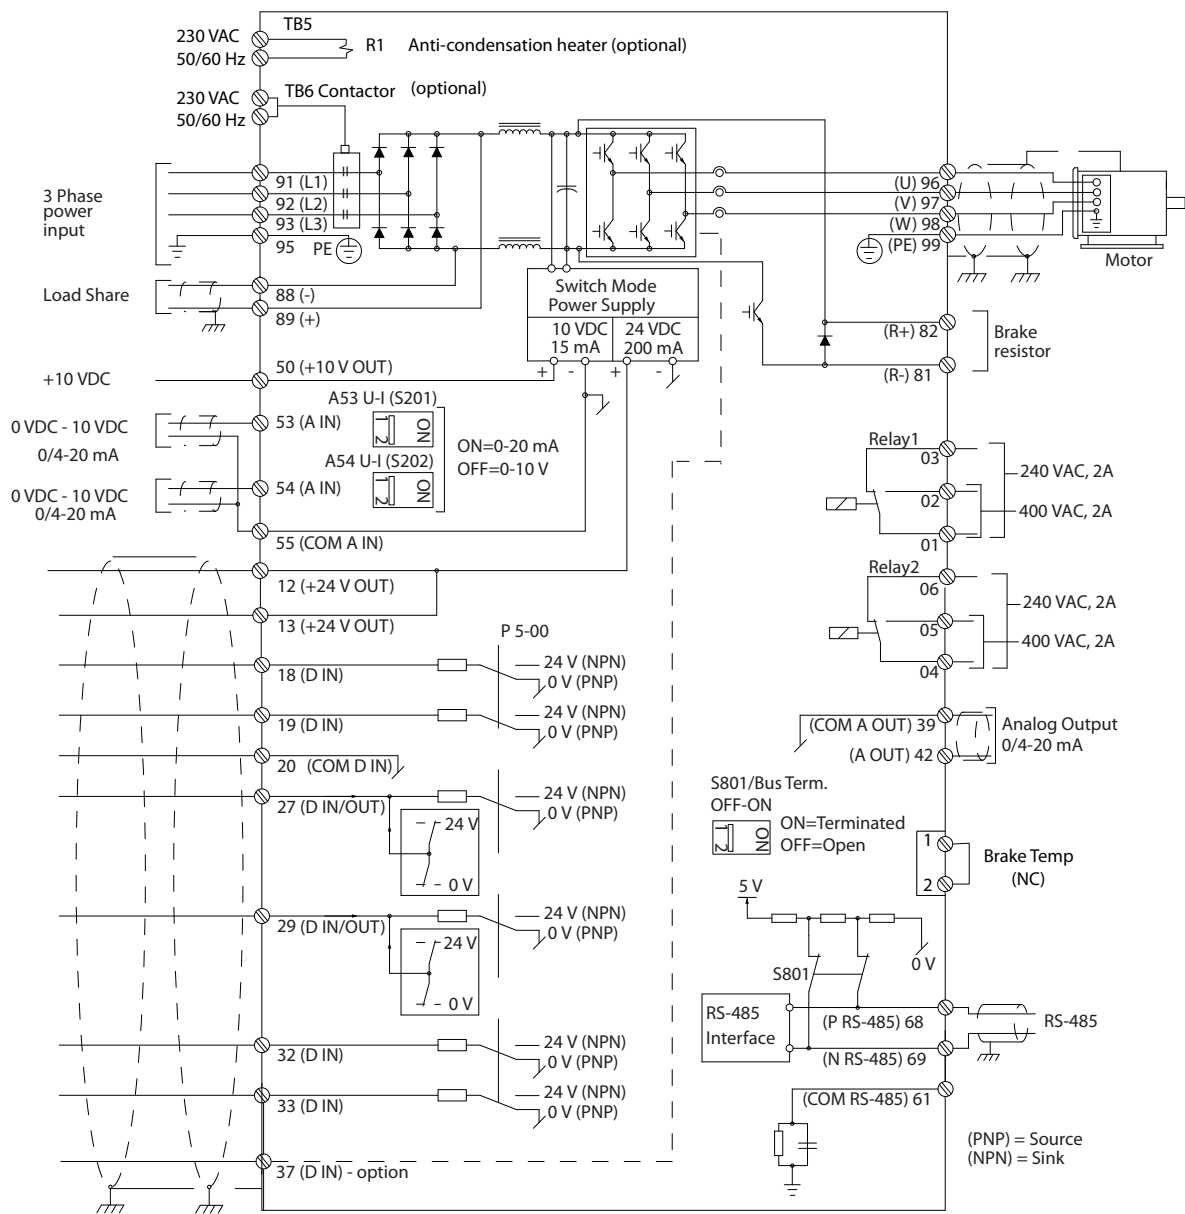 TB5
230 VAC
50/60 Hz
R1
Anti-condensation heater (optional)
TB6 Contactor
(optional)
230 VAC
50/60 Hz
3 Phase
power
input
91 (L1)
92 (L2)
93 (L3)
95
PE
(U) 96
(V) 97
(W) 98
(PE) 99
Motor
Load Share
88 (-)
89 (+)
Switch Mode
Power Supply
10 VDC
15 mA
24 VDC
200 mA
+
-
+
-
(R+) 82
Brake
resistor
(R-) 81
+10 VDC
50 (+10 V OUT)
A53 U-I (S201)
0 VDC - 10 VDC
0/4-20 mA
53 (A IN)
1 2
ON
ON=0-20 mA
OFF=0-10 V
A54 U-I (S202)
0 VDC - 10 VDC
0/4-20 mA
54 (A IN)
1 2
ON
55 (COM A IN)
Relay1
03
240 VAC, 2A
02
400 VAC, 2A
01
12 (+24 V OUT)
13 (+24 V OUT)
Relay2
06
240 VAC, 2A
05
400 VAC, 2A
04
P 5-00
18 (D IN)
24 V (NPN)
0 V (PNP)
19 (D IN)
24 V (NPN)
0 V (PNP)
20 (COM D IN)
27 (D IN/OUT)
24 V (NPN)
0 V (PNP)
24 V
0 V
29 (D IN/OUT)
24 V (NPN)
0 V (PNP)
24 V
0 V
32 (D IN)
24 V (NPN)
0 V (PNP)
33 (D IN)
24 V (NPN)
0 V (PNP)
37 (D IN) - option
(COM A OUT) 39
(A OUT) 42
Analog Output
0/4-20 mA
S801/Bus Term.
OFF-ON
1 2
ON
ON=Terminated
OFF=Open
1
2
Brake Temp
(NC)
5 V
0 V
S801
RS-485
Interface
(P RS-485) 68
(N RS-485) 69
RS-485
(COM RS-485) 61
(PNP) = Source
(NPN) = Sink